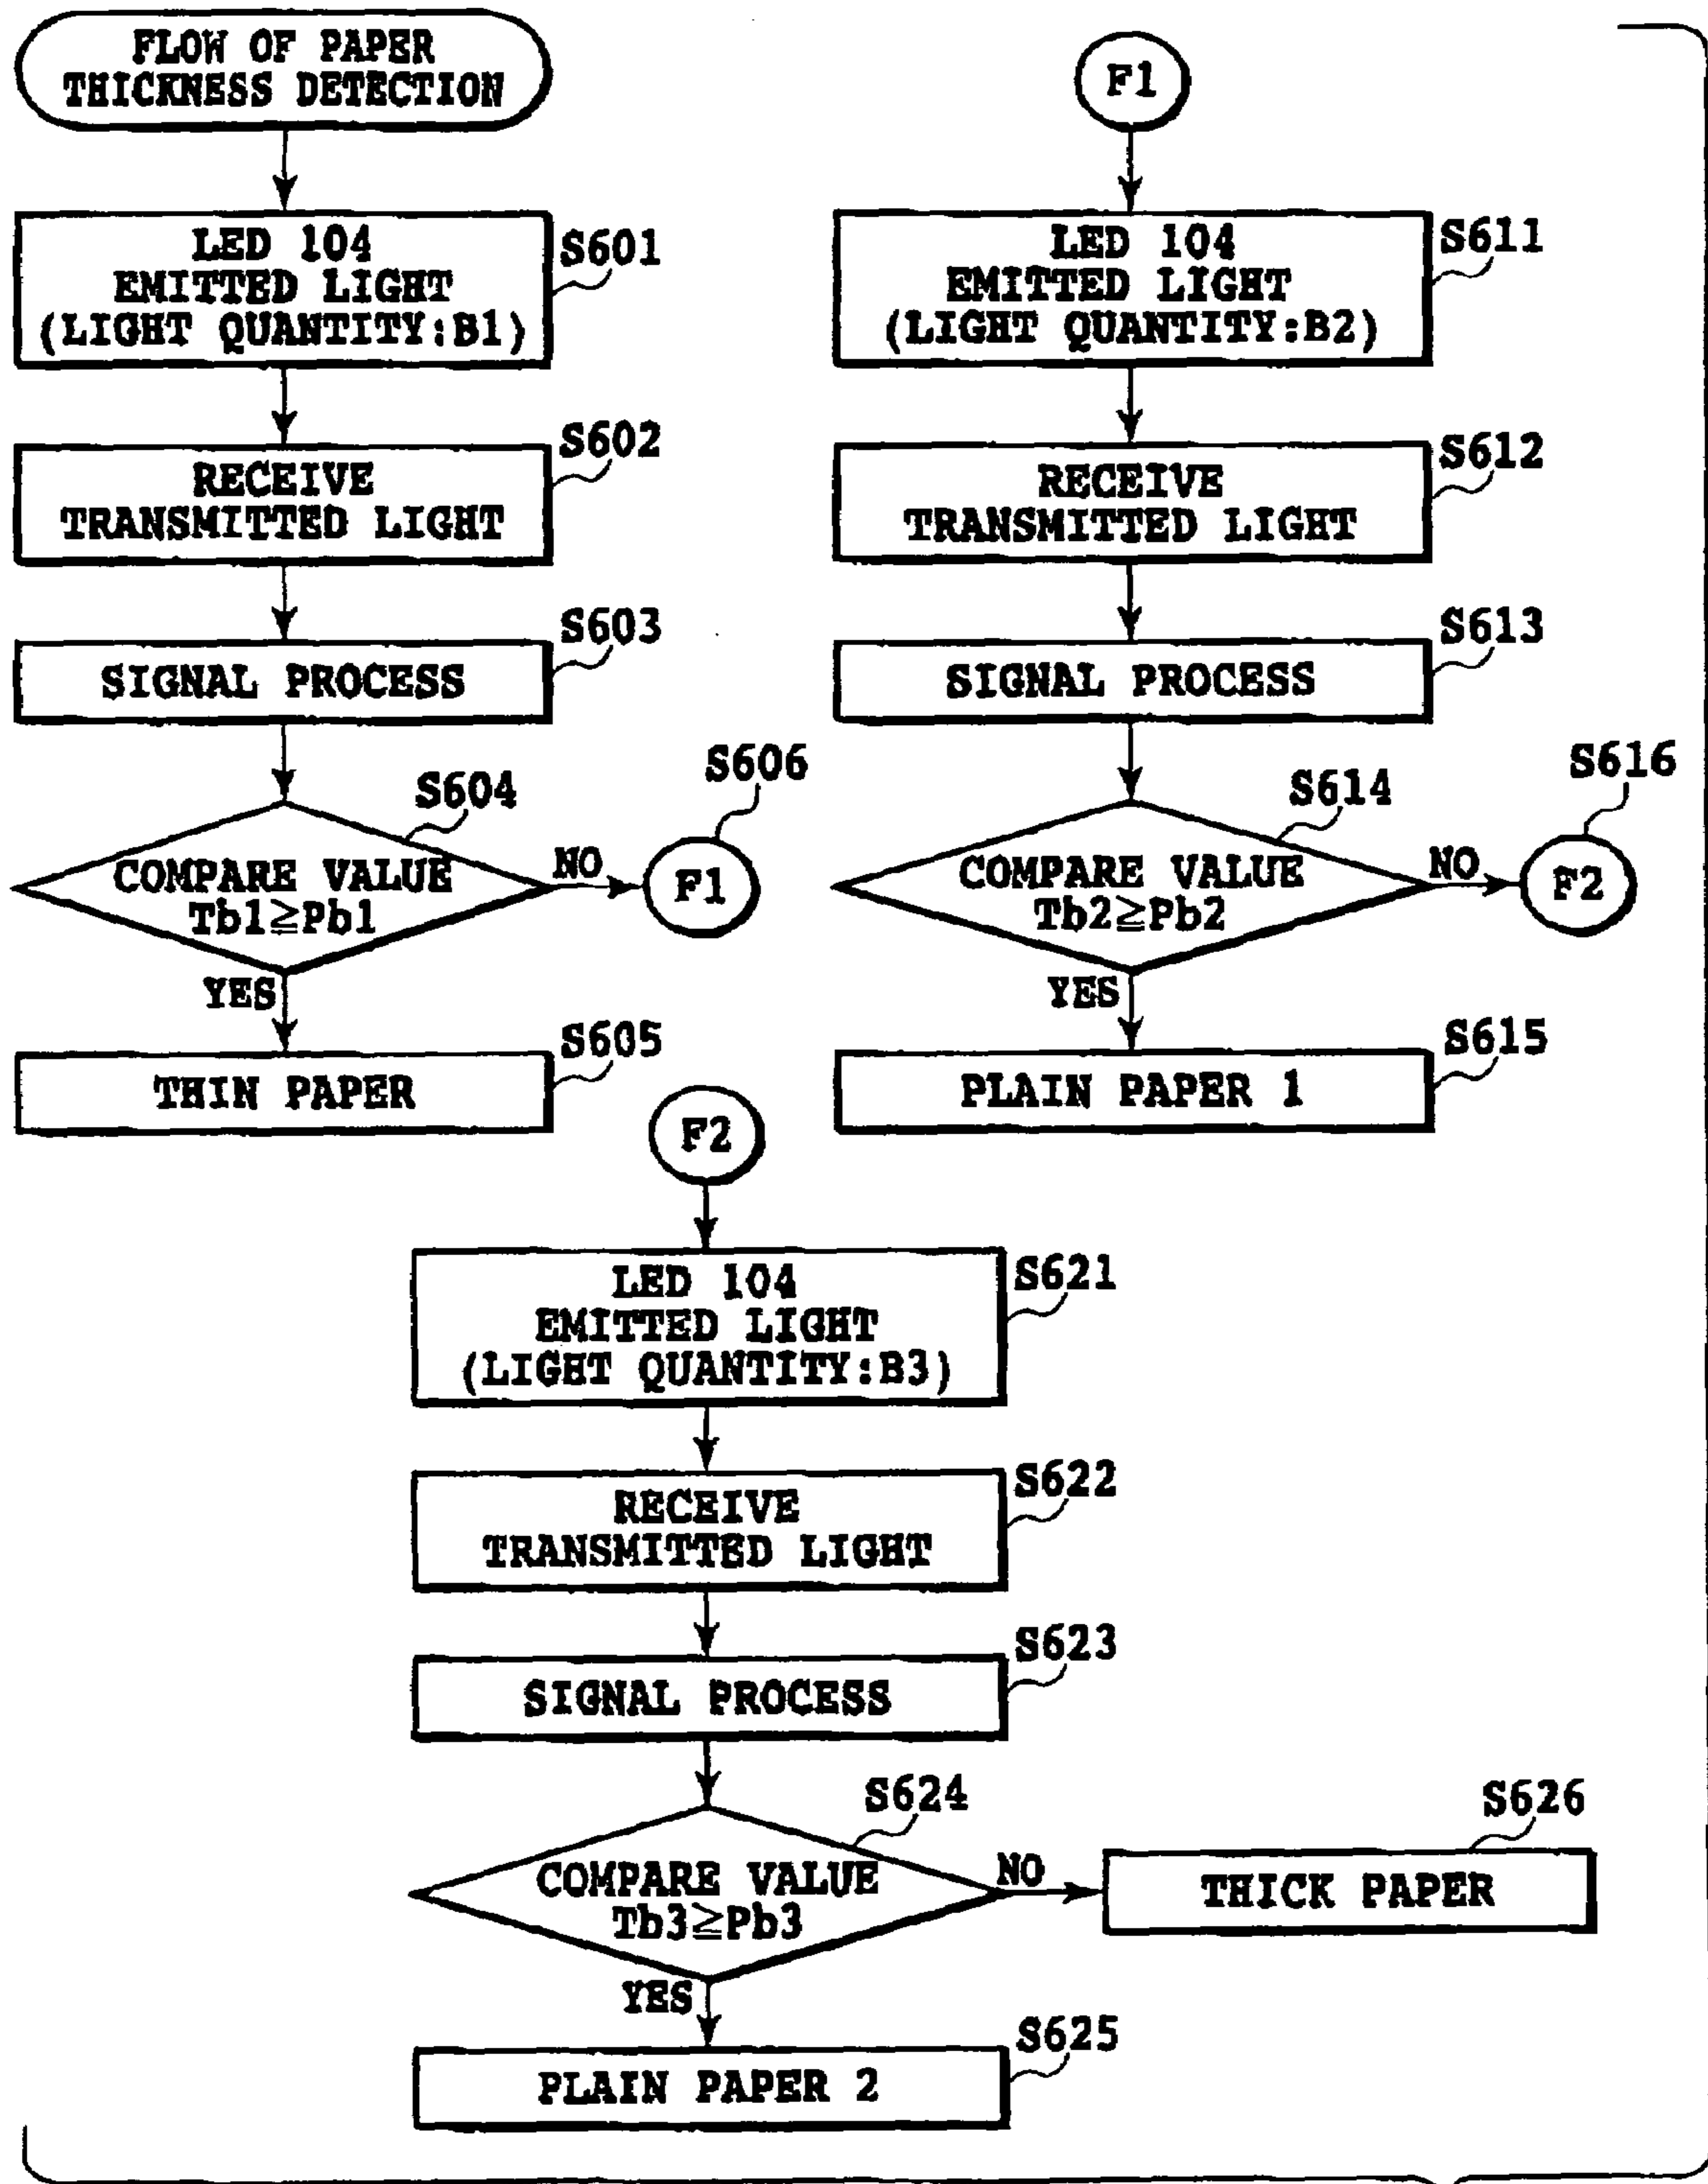 FLOW OF PAPER
THICKNESS DETECTION
LED 104
EMITTED LIGHT
(LIGHT QUANTITY:B1)
S601
RECEIVE
TRANSMITTED LIGHT
S602
SIGNAL PROCESS
S603
S604
COMPARE VALUE
Tb1≧Pb1
NO
S606
F1
YES
THIN PAPER
S605
F1
LED 104
EMITTED LIGHT
(LIGHT QUANTITY:B2)
S611
RECEIVE
TRANSMITTED LIGHT
S612
SIGNAL PROCESS
S613
S614
COMPARE VALUE
Tb2≧Pb2
NO
S616
F2
YES
PLAIN PAPER 1
S615
F2
LED 104
EMITTED LIGHT
(LIGHT QUANTITY:B3)
S621
RECEIVE
TRANSMITTED LIGHT
S622
SIGNAL PROCESS
S623
S624
COMPARE VALUE
Tb3≧Pb3
NO
S626
THICK PAPER
YES
PLAIN PAPER 2
S625